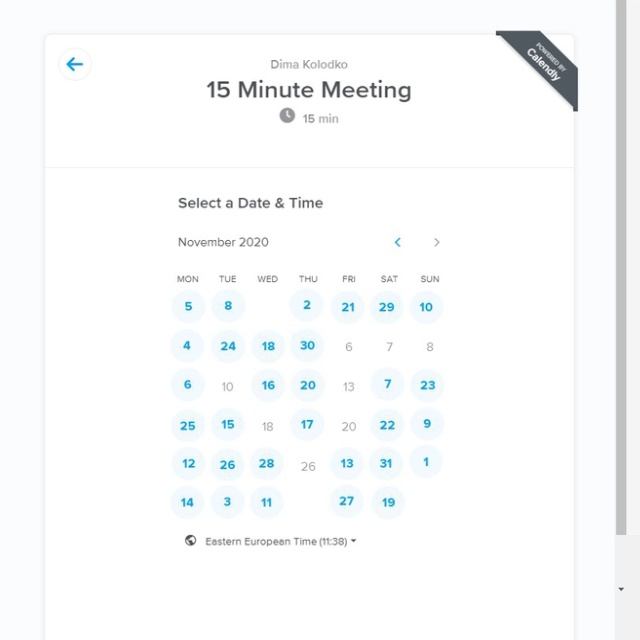 Dima Kolodko
POWERED BY
Calendly
15 Minute Meeting
15 min
Select a Date & Time
November 2020
MON TUE WED THU FRI SAT SUN
5 8 2 21 29 10
4 24 18 30 6 7 8
6 10 16 20 13 7 23
25 15 18 17 20 22 9
12 26 28 26 13 31 1
14 3 11 27 19
Eastern European Time (11:38)